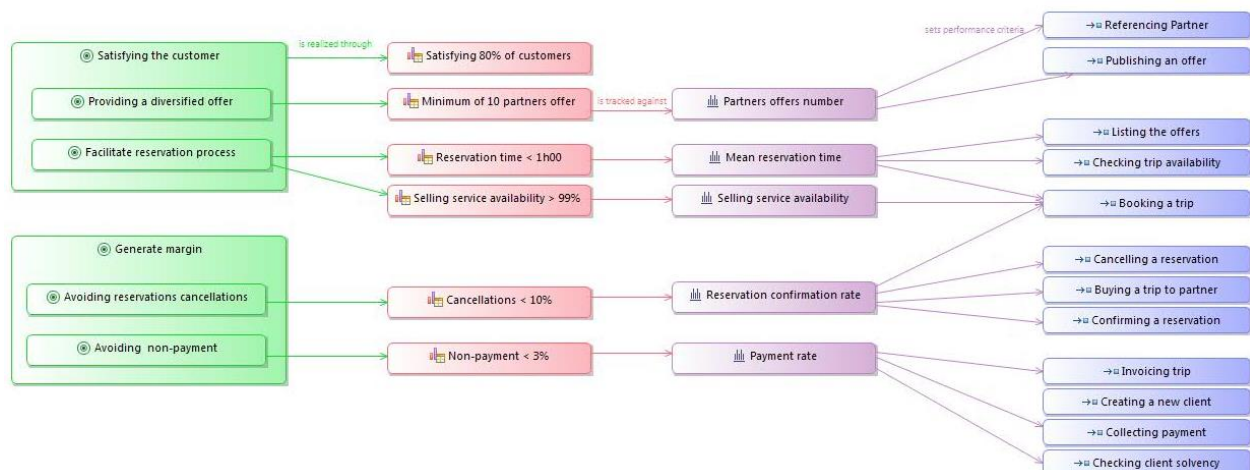 Satisfying the customer
Providing a diversified offer
Facilitate reservation process
Generate margin
Avoiding reservations cancellations
Avoiding non-payment
is realized through
Satisfying 80% of customers
Minimum of 10 partners offer
Reservation time < 1h00
Selling service availability > 99%
Cancellations < 10%
Non-payment < 3%
is tracked against
Partners offers number
Mean reservation time
Selling service availability
Reservation confirmation rate
Payment rate
sets performance criteria
Referencing Partner
Publishing an offer
Listing the offers
Checking trip availability
Booking a trip
Cancelling a reservation
Buying a trip to partner
Confirming a reservation
Invoicing trip
Creating a new client
Collecting payment
Checking client solvency